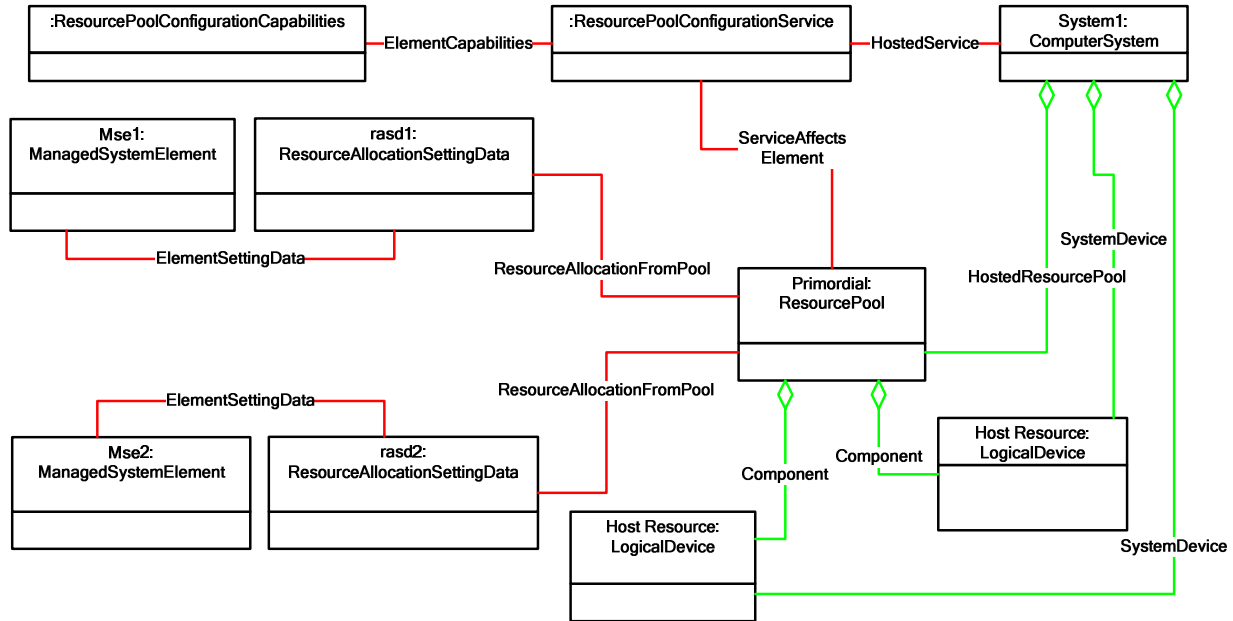 :ResourcePoolConfigurationCapabilities
ElementCapabilities
:ResourcePoolConfigurationService
HostedService
System1:
ComputerSystem
Mse1:
ManagedSystemElement
rasd1:
ResourceAllocationSettingData
ServiceAffects
Element
ElementSettingData
SystemDevice
ResourceAllocationFromPool
HostedResourcePool
Primordial:
ResourcePool
ResourceAllocationFromPool
ElementSettingData
Mse2:
ManagedSystemElement
rasd2:
ResourceAllocationSettingData
Component
Component
Host Resource:
LogicalDevice
Host Resource:
LogicalDevice
SystemDevice